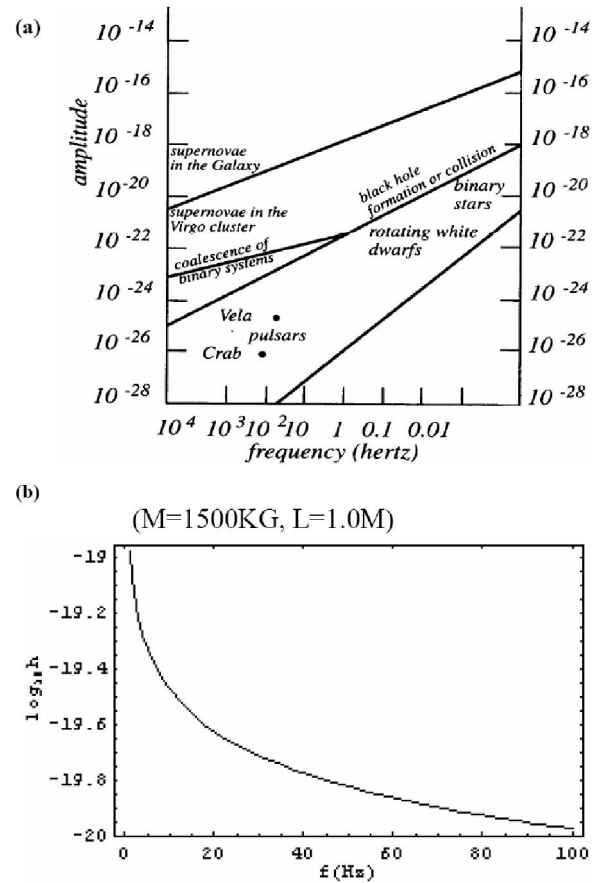 (a)
10 -14
10 -16
10 -18
10 -20
10 -22
10 -24
10 -26
10 -28
amplitude
10 -14
10 -16
10 -18
10 -20
10 -22
10 -24
10 -26
10 -28
supernovae
in the Galaxy
supernovae in the
Virgo cluster
coalescence of
binary systems
black hole
formation or collision
binary
stars
rotating white
dwarfs
Vela
pulsars
Crab
10 4 10 3 10 2 10 1 0.1 0.01
frequency (hertz)
(b)
(M=1500KG, L=1.0M)
-19
-19.2
-19.4
-19.6
-19.8
-20
log10h
0 20 40 60 80 100
f(Hz)